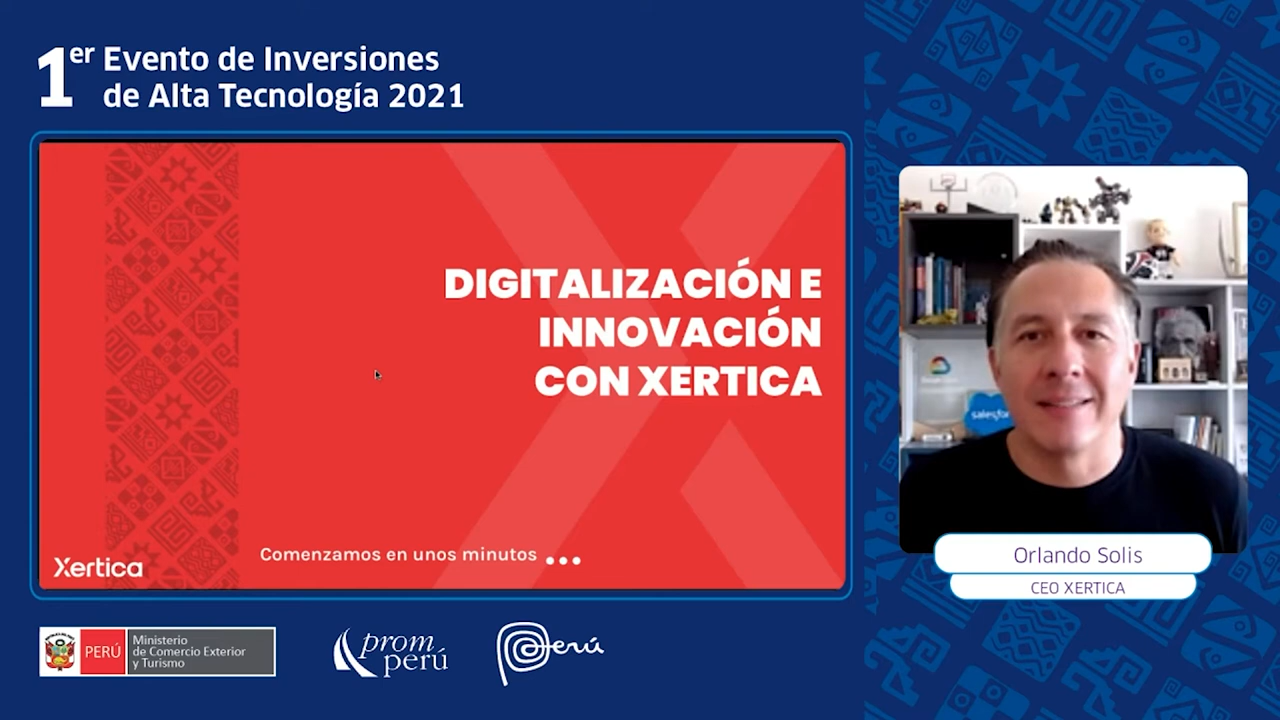 1er Evento de Inversiones
de Alta Tecnología 2021
DIGITALIZACIÓN E
INNOVACIÓN
CON XERTICA
Comenzamos en unos minutos ...
Xertica
salesfor
Orlando Solis
CEO XERTICA
PERÚ
Ministerio
de Comercio Exterior
y Turismo
prom
perú
Perú